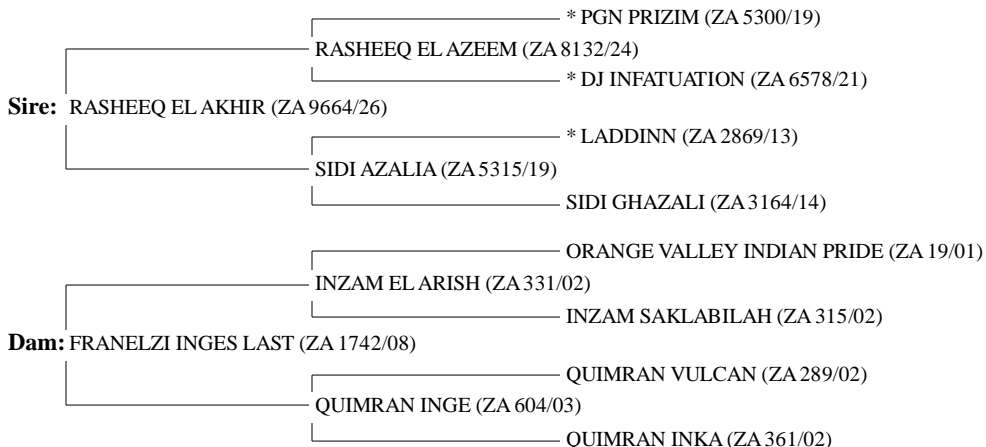 * PGN PRIZIM (ZA 5300/19)
RASHEEQ EL AZEEM (ZA 8132/24)
* DJ INFATUATION (ZA 6578/21)
Sire: RASHEEQ EL AKHIR (ZA 9664/26)
* LADDINN (ZA 2869/13)
SIDI AZALIA (ZA 5315/19)
SIDI GHAZALI (ZA 3164/14)
ORANGE VALLEY INDIAN PRIDE (ZA 19/01)
INZAM EL ARISH (ZA 331/02)
INZAM SAKLABILAH (ZA 315/02)
Dam: FRANELZI INGES LAST (ZA 1742/08)
QUIMRAN VULCAN (ZA 289/02)
QUIMRAN INGE (ZA 604/03)
QUIMRAN INKA (ZA 361/02)